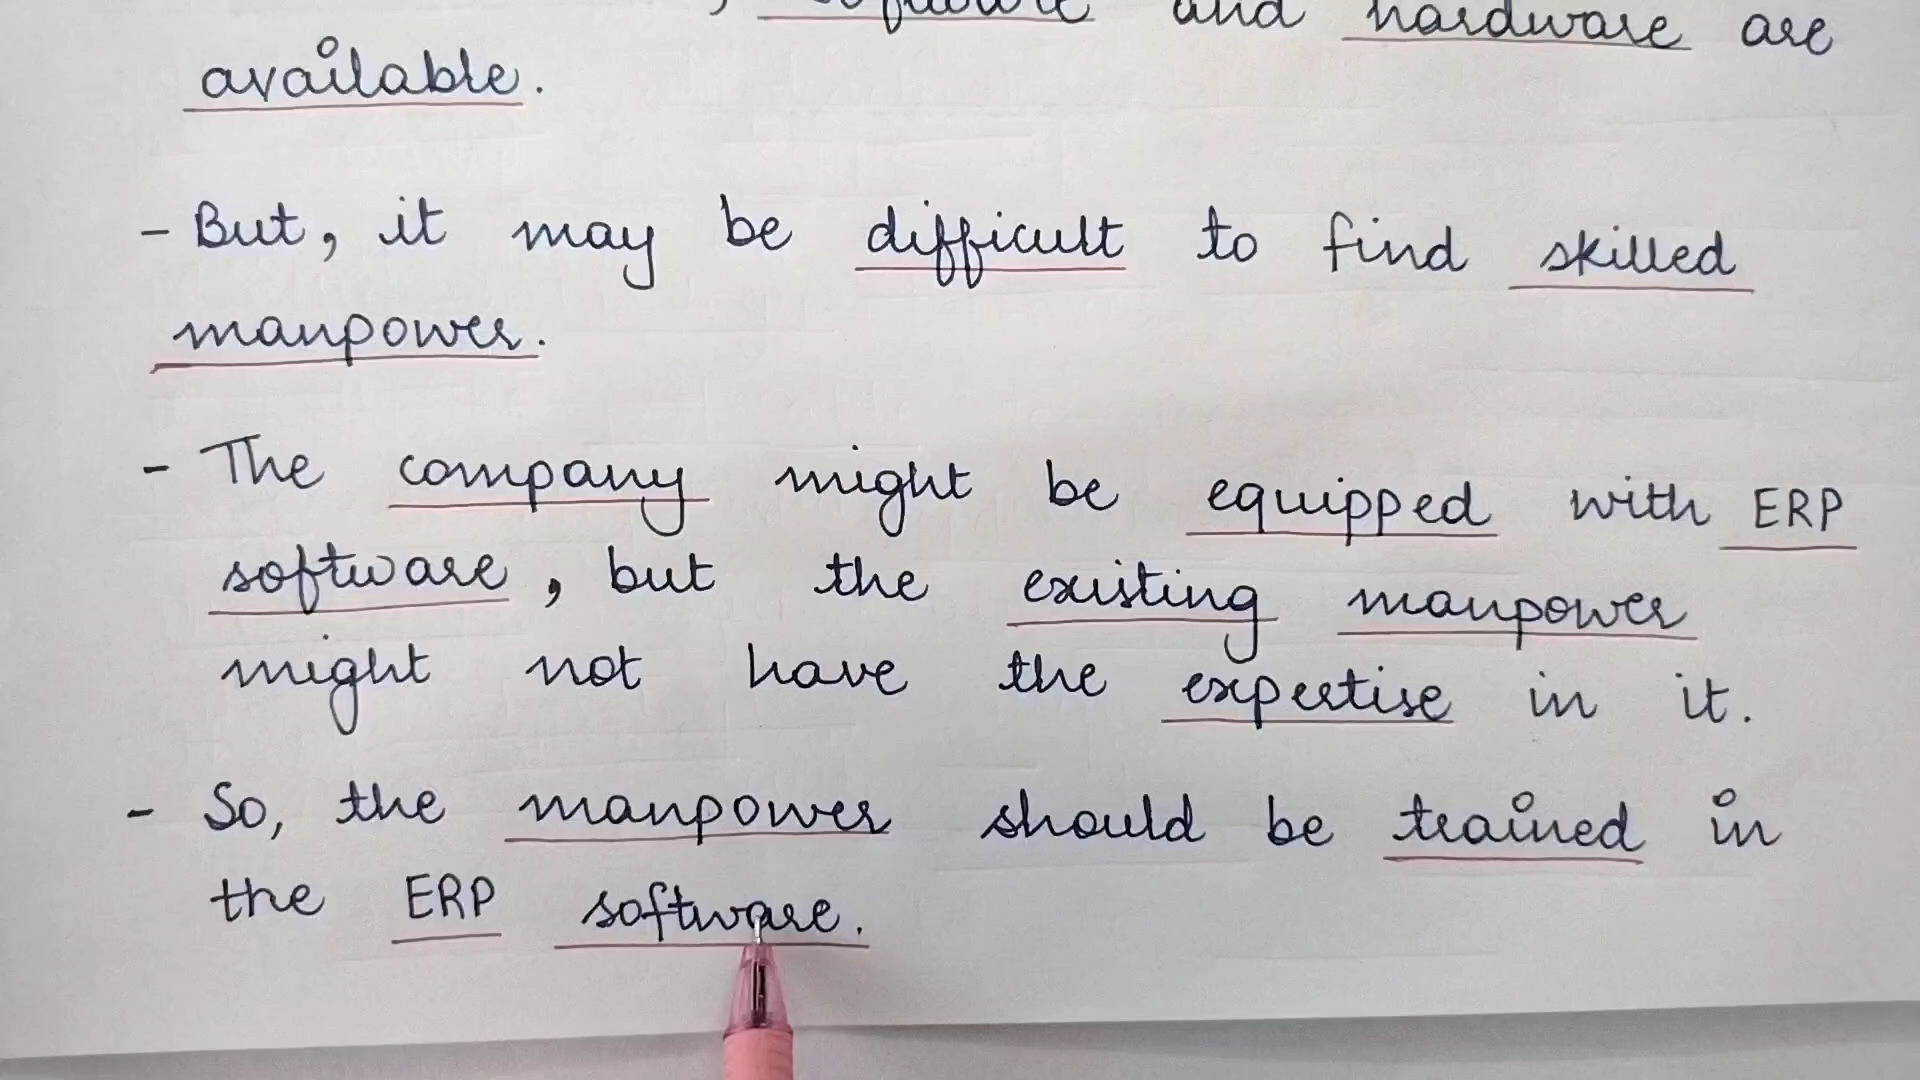 , software and hardware are
available.
- But, it may be difficult to find skilled
manpower.
- The company might be equipped with ERP
software, but the existing manpower
might not have the expertise in it.
- So, the manpower should be trained in
the ERP software.